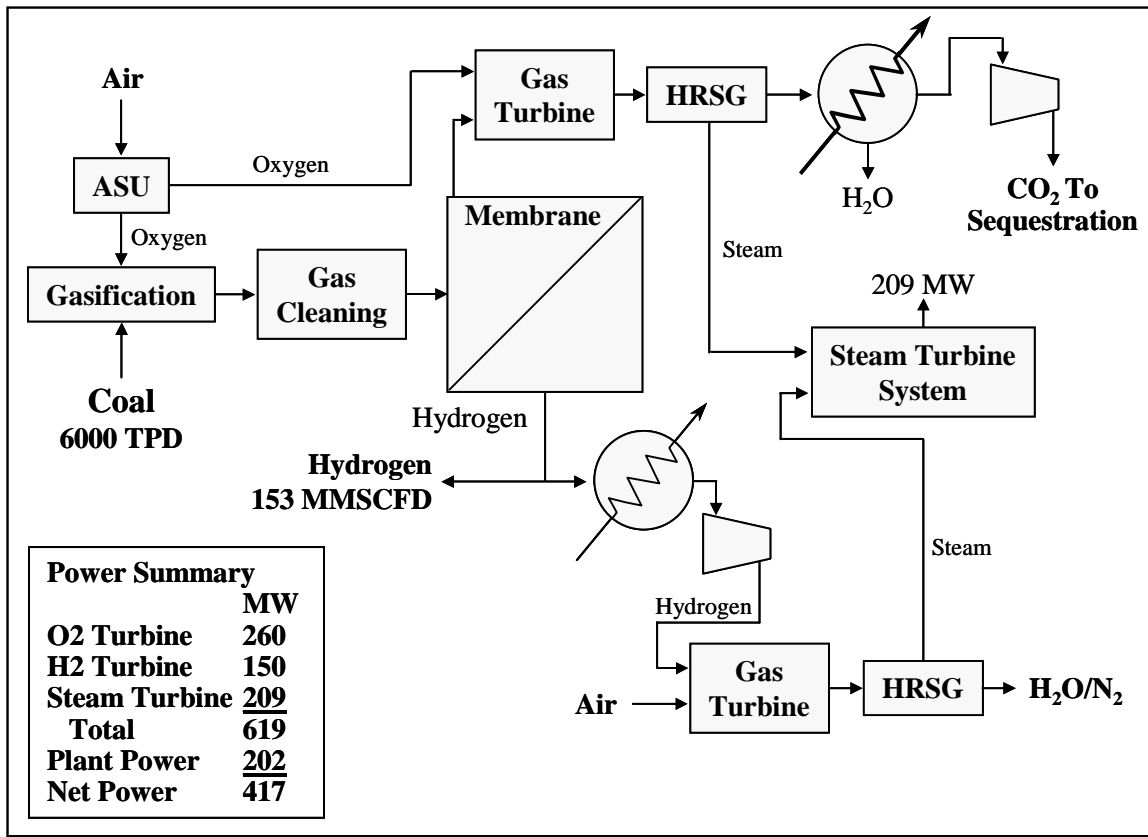 Air
ASU
Oxygen
Oxygen
Gasification
Coal
6000 TPD
Gas
Cleaning
Membrane
Gas
Turbine
HRSG
H₂O
CO₂ To
Sequestration
Steam
209 MW
Steam Turbine
System
Hydrogen
Hydrogen
153 MMSCFD
Steam
Hydrogen
Air
Gas
Turbine
HRSG
H₂O/N₂
Power Summary
MW
O2 Turbine 260
H2 Turbine 150
Steam Turbine 209
Total 619
Plant Power 202
Net Power 417